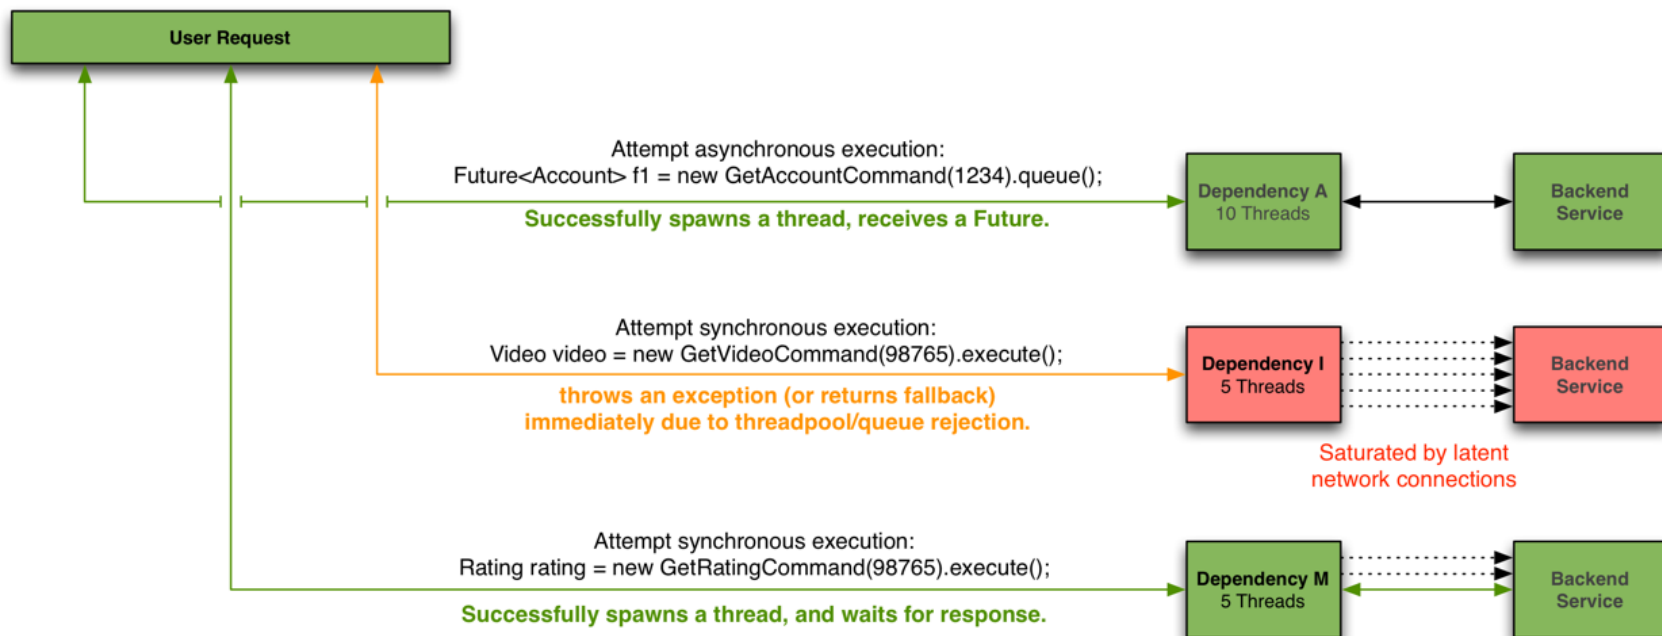 User Request
Attempt asynchronous execution:
Future<Account> f1 = new GetAccountCommand(1234).queue();
Successfully spawns a thread, receives a Future.
Dependency A
10 Threads
Backend
Service
Attempt synchronous execution:
Video video = new GetVideoCommand(98765).execute();
throws an exception (or returns fallback)
immediately due to threadpool/queue rejection.
Dependency I
5 Threads
Backend
Service
Saturated by latent
network connections
Attempt synchronous execution:
Rating rating = new GetRatingCommand(98765).execute();
Successfully spawns a thread, and waits for response.
Dependency M
5 Threads
Backend
Service